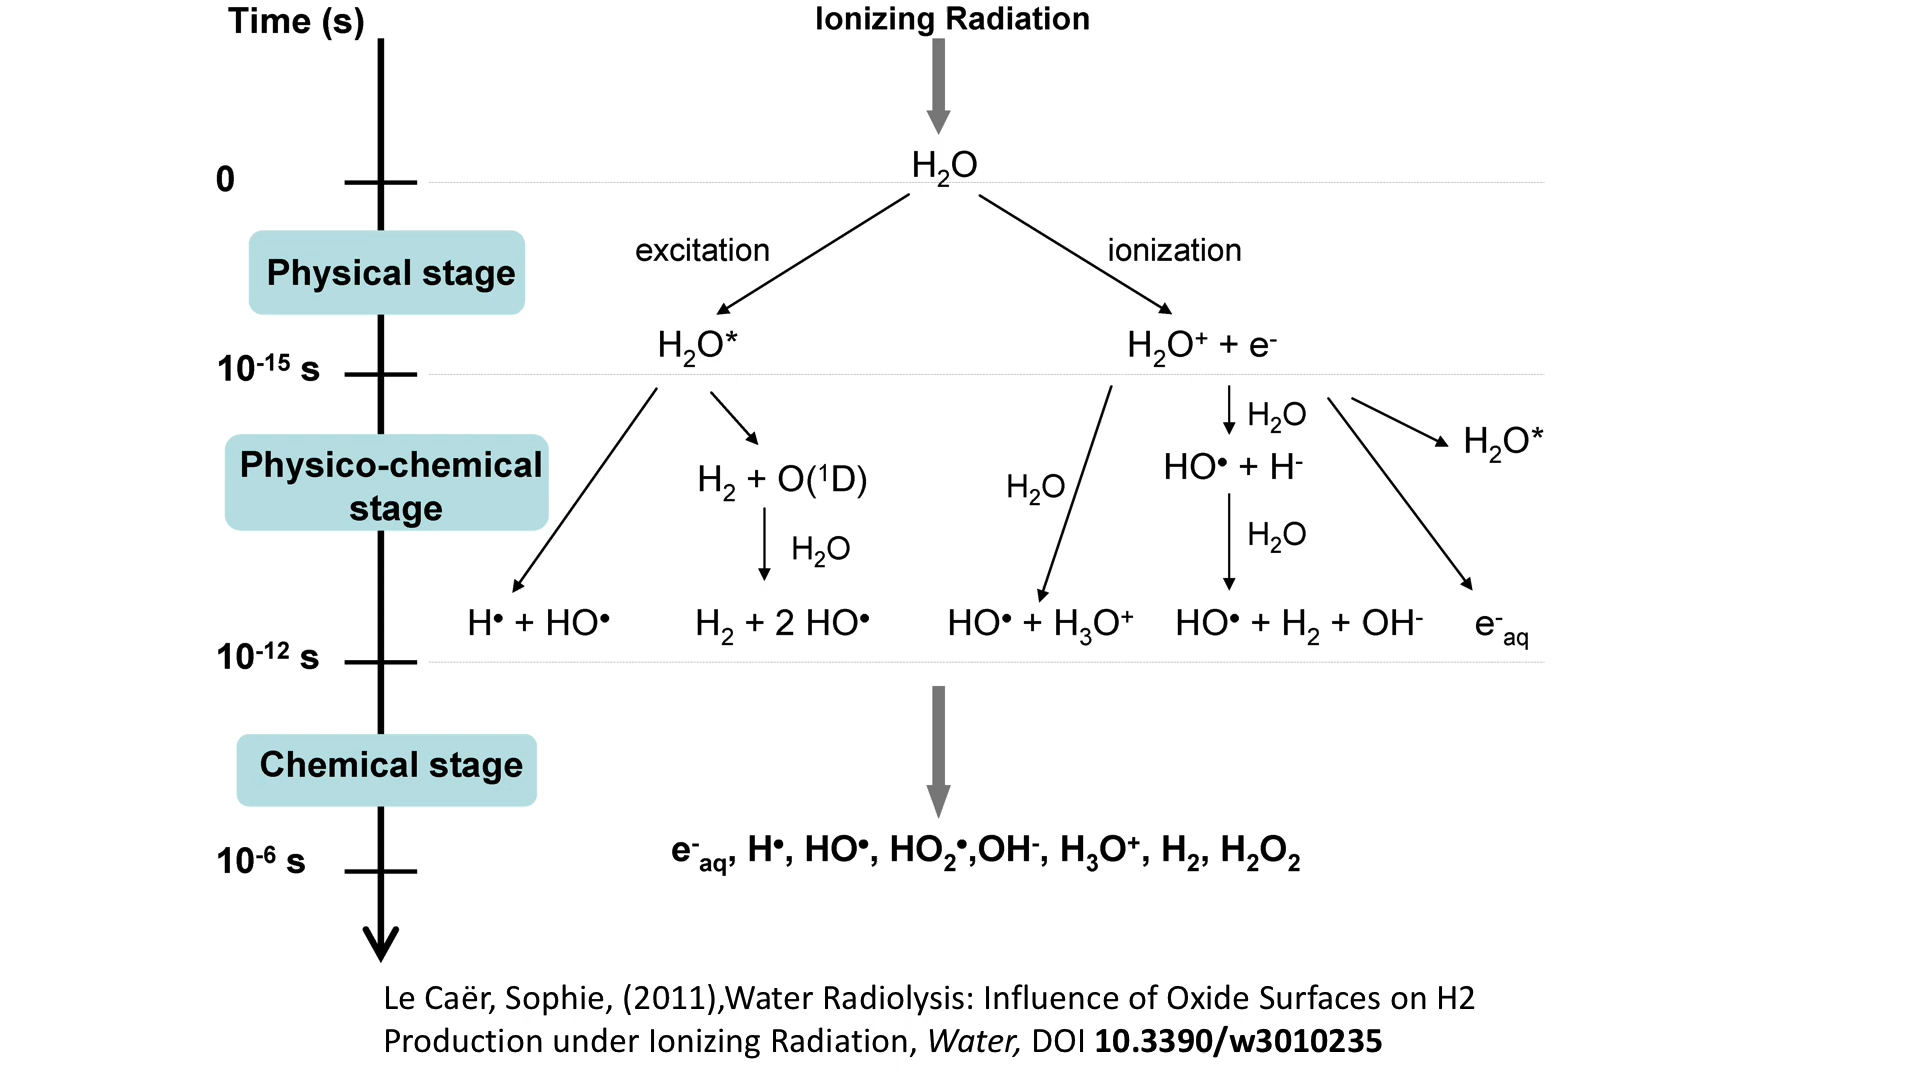 Time (s)
Ionizing Radiation
H₂O
0
excitation
ionization
Physical stage
H₂O*
H₂O⁺ + e⁻
10⁻¹⁵ s
H₂O
H₂O*
Physico-chemical
stage
HO• + H⁻
H₂ + O(¹D)
H₂O
H₂O
H₂O
H• + HO•
H₂ + 2 HO•
HO• + H₃O⁺
HO• + H₂ + OH⁻
e⁻aq
10⁻¹² s
Chemical stage
10⁻⁶ s
e⁻aq, H•, HO•, HO₂•,OH⁻, H₃O⁺, H₂, H₂O₂
Le Caër, Sophie, (2011),Water Radiolysis: Influence of Oxide Surfaces on H2
Production under Ionizing Radiation, Water, DOI 10.3390/w3010235